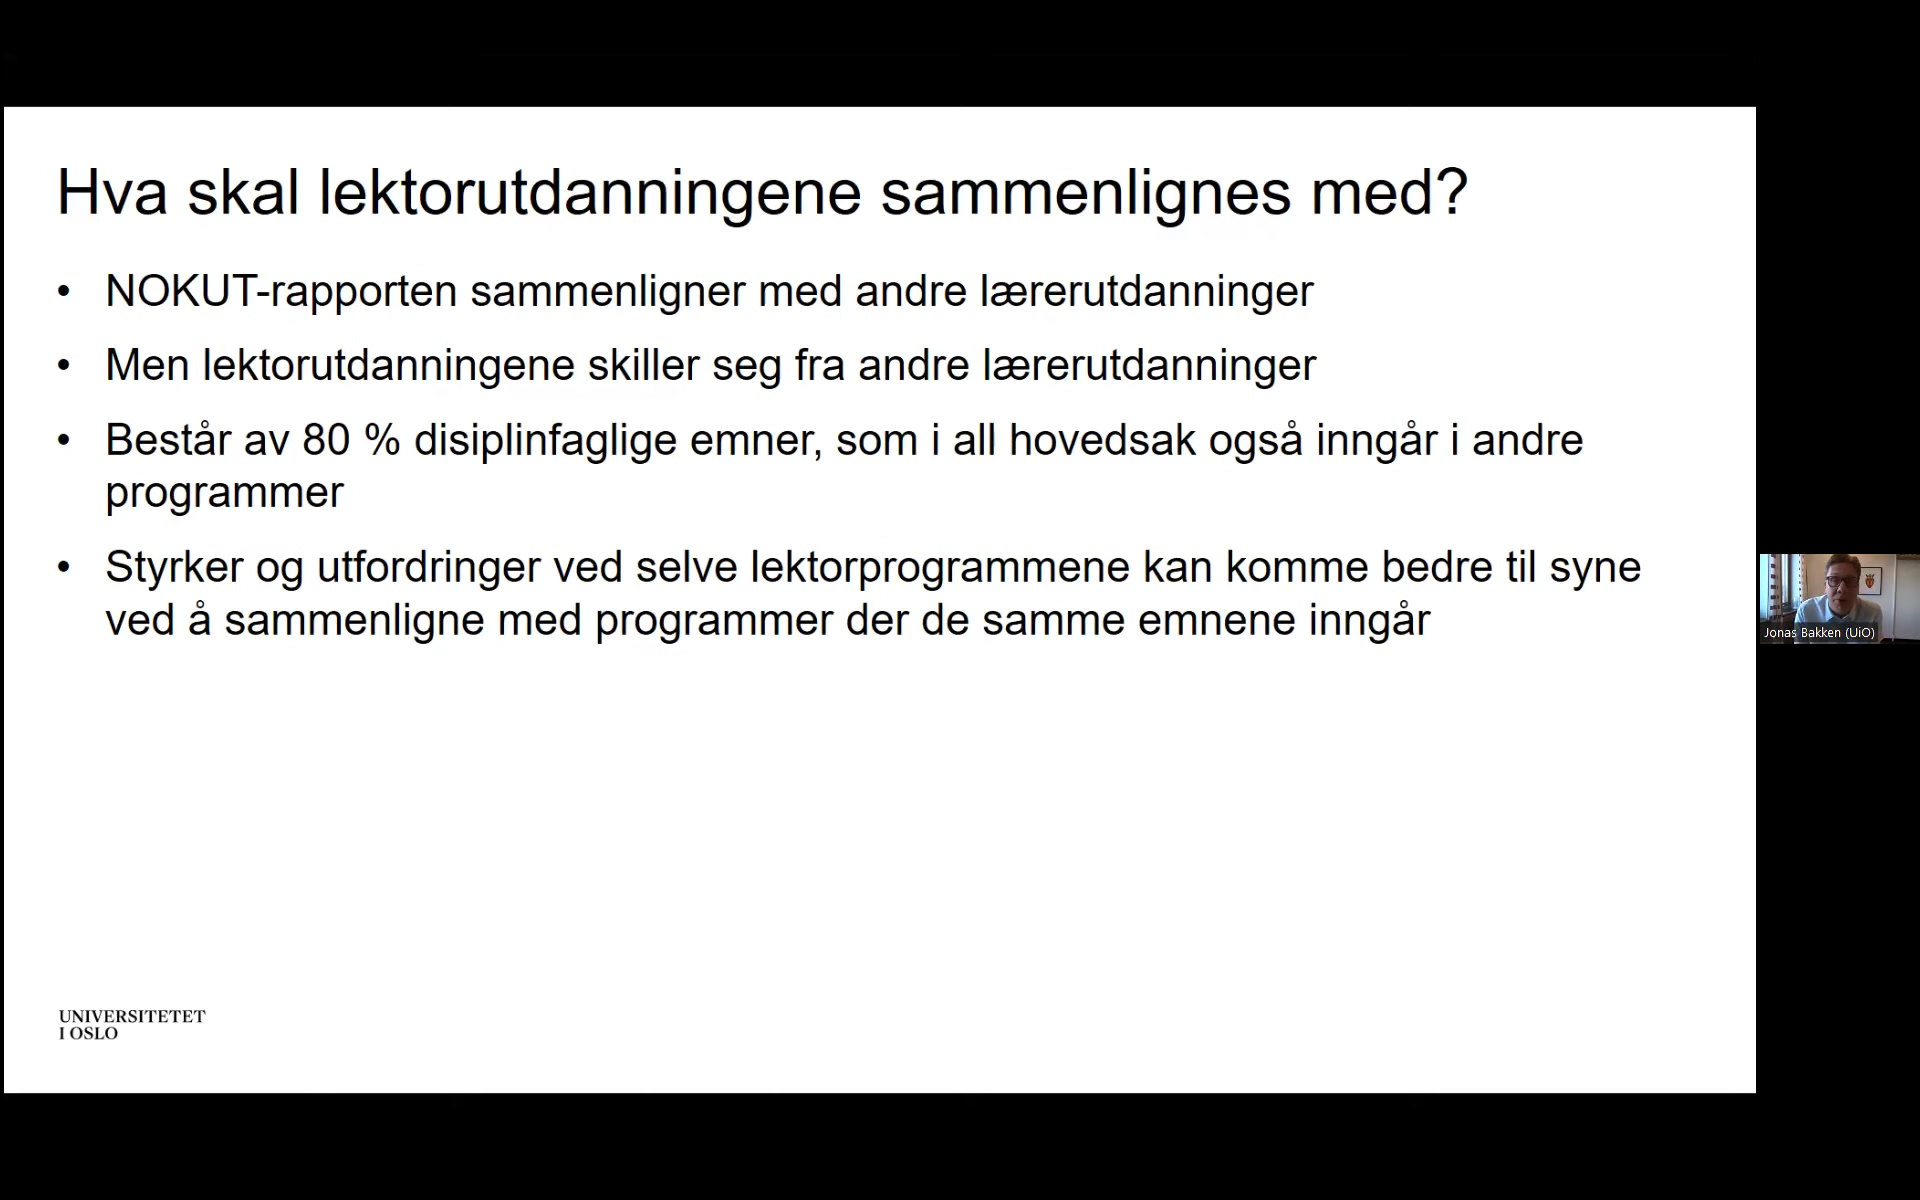 Hva skal lektorutdanningene sammenlignes med?
• NOKUT-rapporten sammenligner med andre lærerutdanninger
• Men lektorutdanningene skiller seg fra andre lærerutdanninger
• Består av 80 % disiplinfaglige emner, som i all hovedsak også inngår i andre
programmer
• Styrker og utfordringer ved selve lektorprogrammene kan komme bedre til syne
ved å sammenligne med programmer der de samme emnene inngår
Jonas Bakken (UiO)
UNIVERSITETET
I OSLO